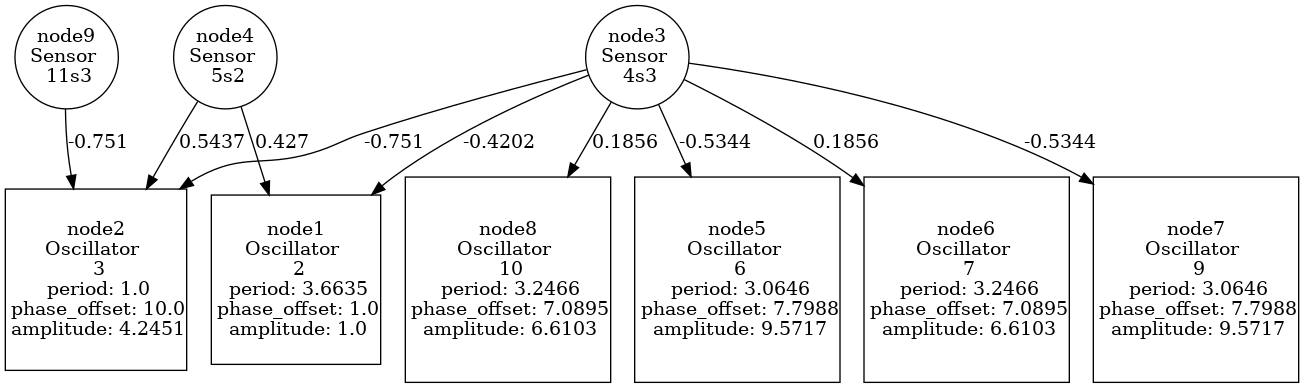 node9
Sensor
11s3
node4
Sensor
5s2
node3
Sensor
4s3
-0.751
0.5437
0.427
-0.751
-0.4202
0.1856
-0.5344
0.1856
-0.5344
node2
Oscillator
3
period: 1.0
phase_offset: 10.0
amplitude: 4.2451
node1
Oscillator
2
period: 3.6635
phase_offset: 1.0
amplitude: 1.0
node8
Oscillator
10
period: 3.2466
phase_offset: 7.0895
amplitude: 6.6103
node5
Oscillator
6
period: 3.0646
phase_offset: 7.7988
amplitude: 9.5717
node6
Oscillator
7
period: 3.2466
phase_offset: 7.0895
amplitude: 6.6103
node7
Oscillator
9
period: 3.0646
phase_offset: 7.7988
amplitude: 9.5717